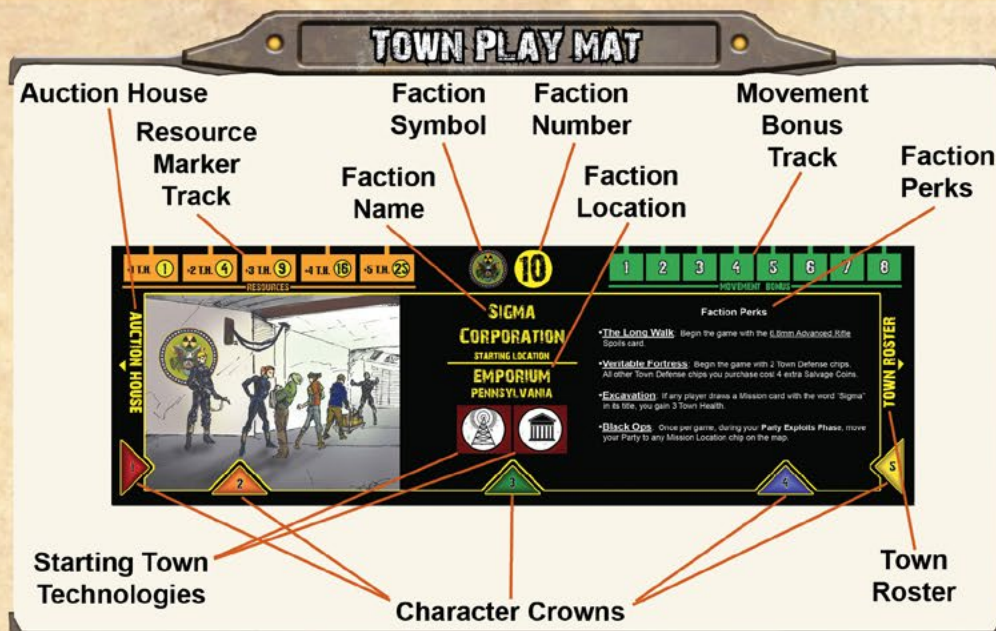 TOWN PLAY MAT
Auction House
Resource
Marker
Track
Faction
Symbol
Faction
Number
Movement
Bonus
Track
Faction
Perks
Faction
Name
Faction
Location
+1 T.H. 1
+2 T.H. 4
+3 T.H. 9
+4 T.H. 16
+5 T.H. 25
RESOURCES
10
1 2 3 4 5 6 7 8
MOVEMENT BONUS
AUCTION HOUSE
SIGMA
CORPORATION
STARTING LOCATION
EMPORIUM
PENNSYLVANIA
Faction Perks
•The Long Walk: Begin the game with the 6.8mm Advanced Rifle
Spoils card.
•Veritable Fortress: Begin the game with 2 Town Defense chips.
All other Town Defense chips you purchase cost 4 extra Salvage Coins.
•Excavation: If any player draws a Mission card with the word "Sigma"
in its title, you gain 3 Town Health.
•Black Ops: Once per game, during your Party Exploits Phase, move
your Party to any Mission Location chip on the map.
TOWN ROSTER
1
2
3
4
5
Starting Town
Technologies
Character Crowns
Town
Roster